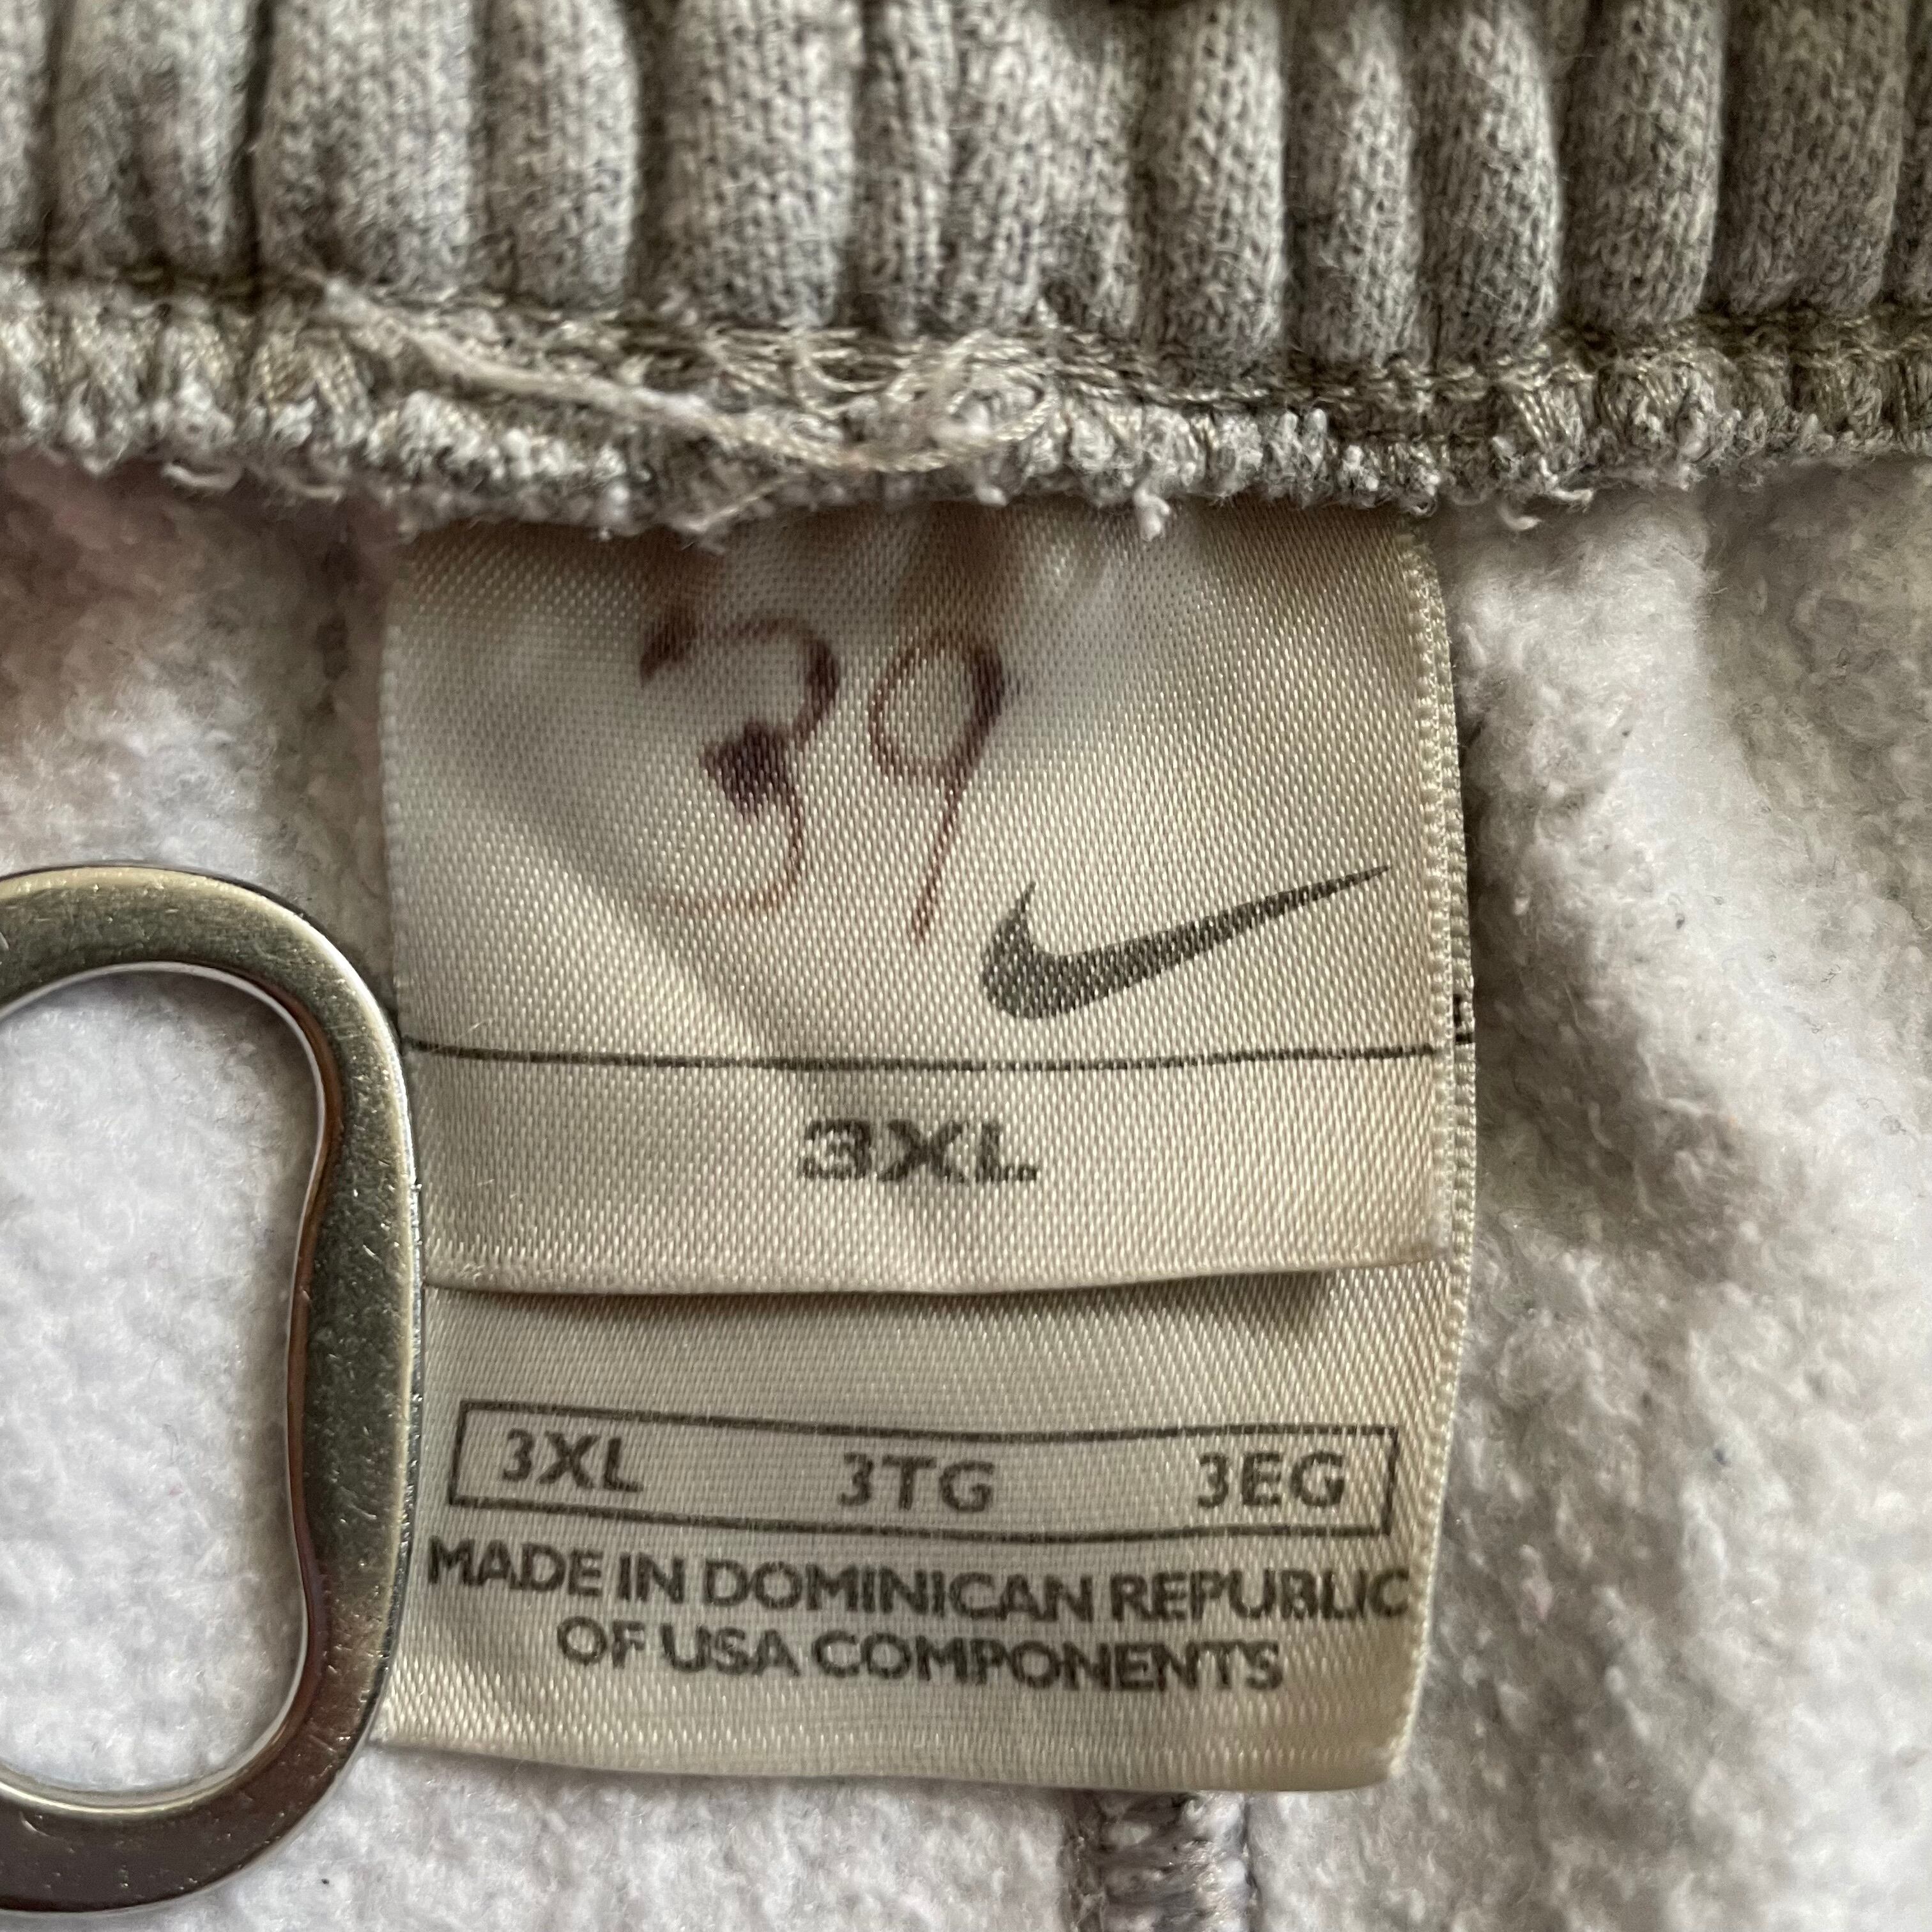 39
3XL
3XL 3TG 3EG
MADE IN DOMINICAN REPUBLIC
OF USA COMPONENTS